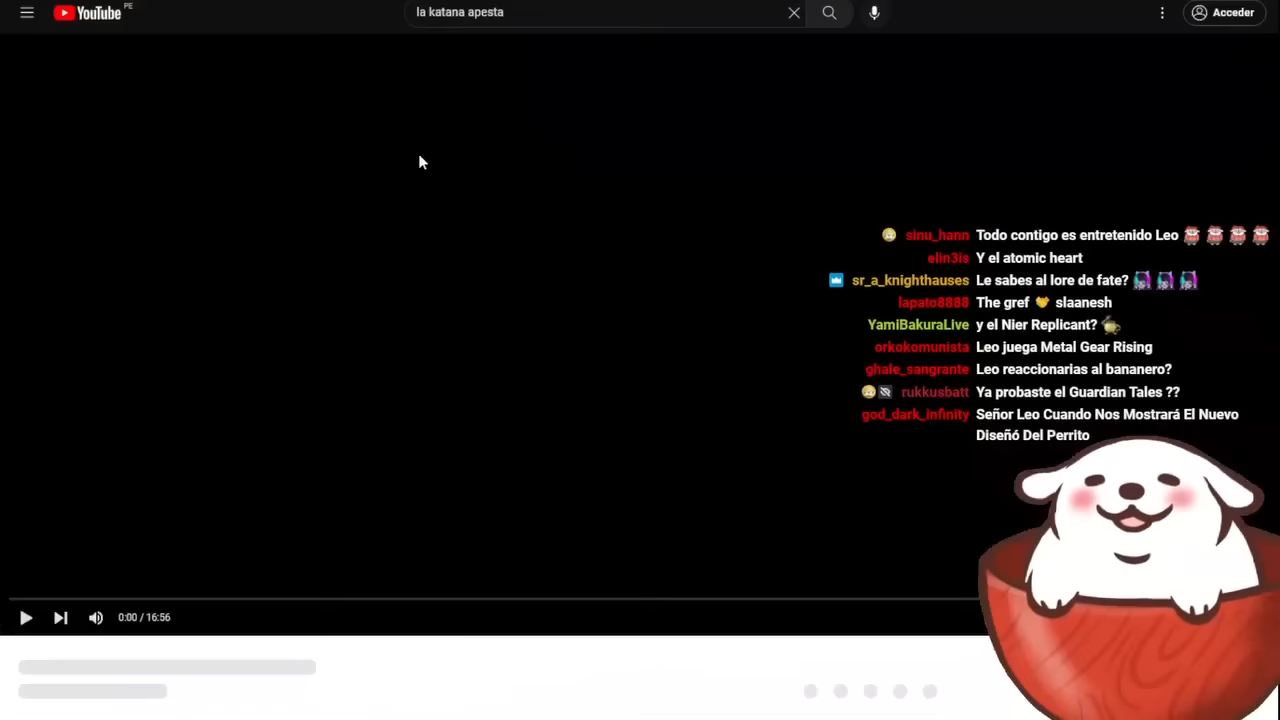 YouTube PE
la katana apesta
Acceder
sinu_hann Todo contigo es entretenido Leo
elin3is Y el atomic heart
sr_a_knighthauses Le sabes al lore de fate?
lapato8888 The gref slaanesh
YamiBakuraLive y el Nier Replicant?
orkokomunista Leo juega Metal Gear Rising
ghale_sangrante Leo reaccionarias al bananero?
rukkusbatt Ya probaste el Guardian Tales ??
god_dark_infinity Señor Leo Cuando Nos Mostrará El Nuevo
Diseñó Del Perrito
0:00 / 16:56